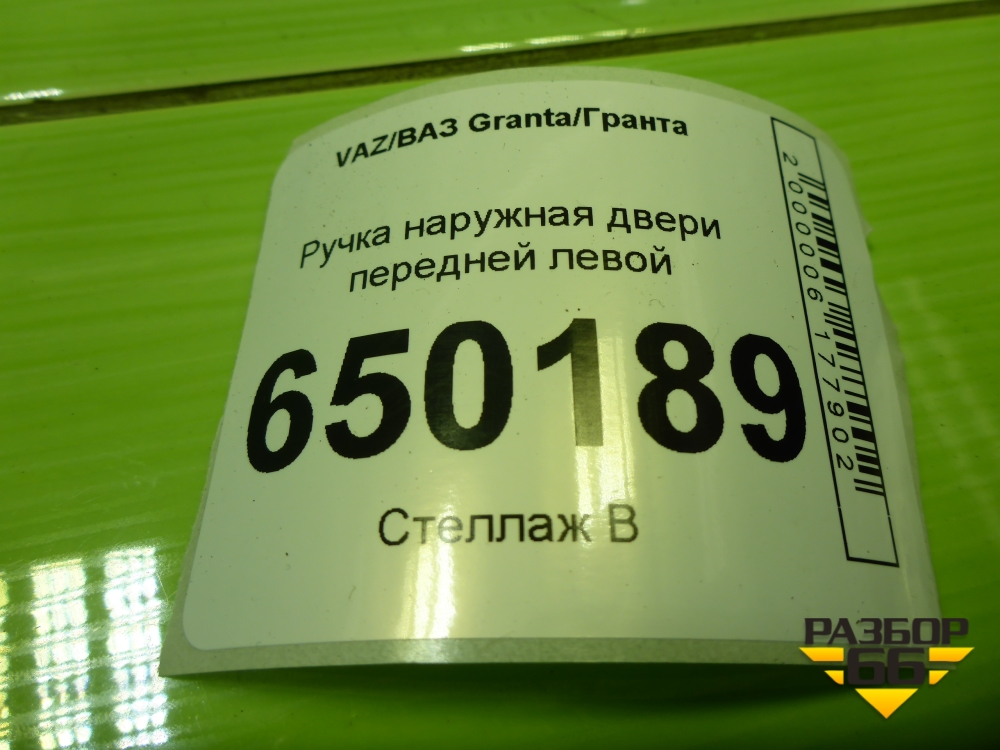 VAZ/ВАЗ Granta/Гранта
Ручка наружная двери
передней левой
650189
Стеллаж В
2000006177902
РАЗБОР
66